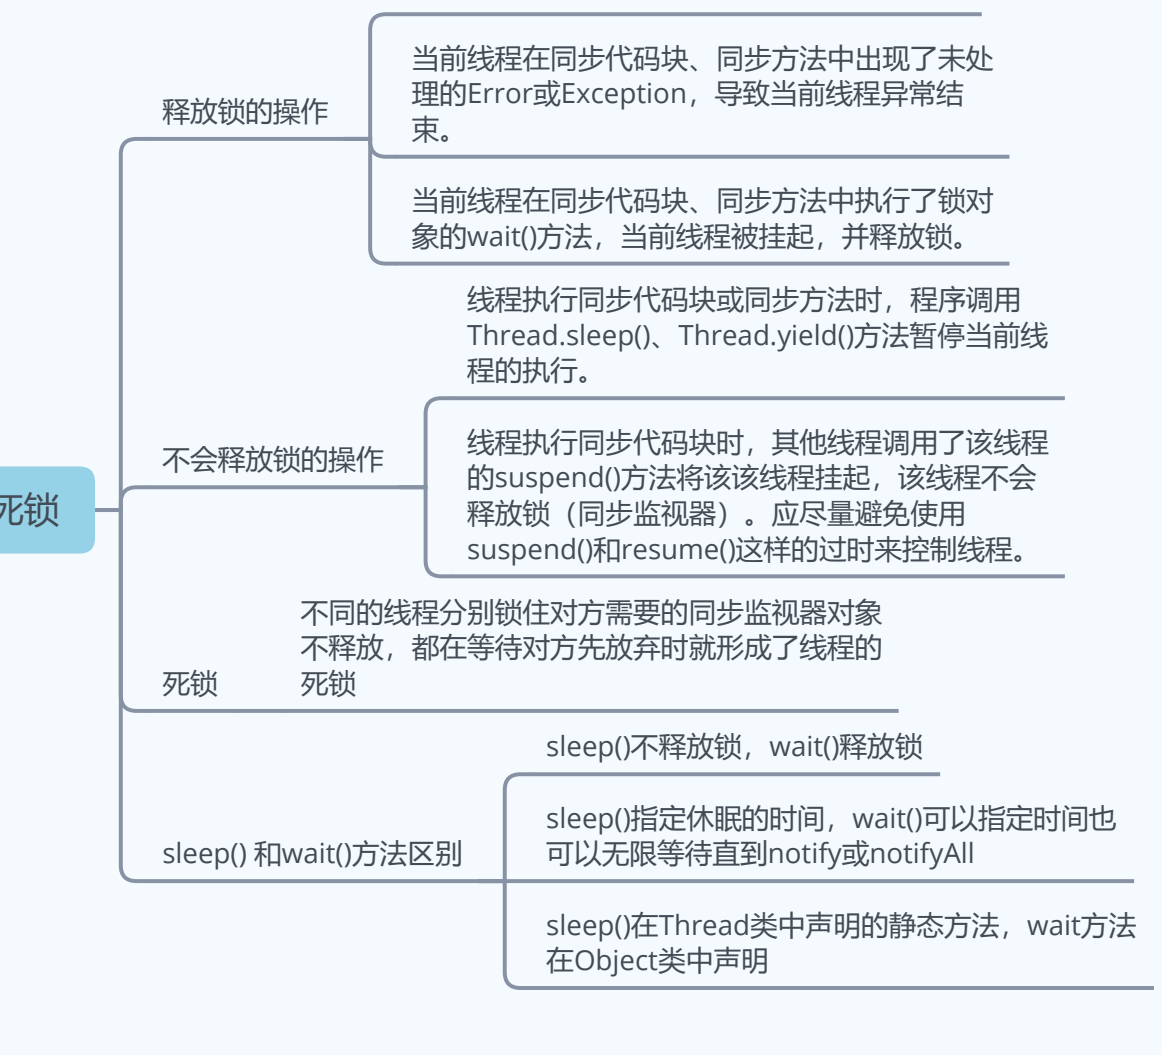 释放锁的操作
当前线程在同步代码块、同步方法中出现了未处
理的Error或Exception，导致当前线程异常结
束。
当前线程在同步代码块、同步方法中执行了锁对
象的wait()方法，当前线程被挂起，并释放锁。
不会释放锁的操作
线程执行同步代码块或同步方法时，程序调用
Thread.sleep()、Thread.yield()方法暂停当前线
程的执行。
线程执行同步代码块时，其他线程调用了该线程
的suspend()方法将该该线程挂起，该线程不会
释放锁（同步监视器）。应尽量避免使用
suspend()和resume()这样的过时来控制线程。
死锁
死锁
不同的线程分别锁住对方需要的同步监视器对象
不释放，都在等待对方先放弃时就形成了线程的
死锁
sleep() 和wait()方法区别
sleep()不释放锁，wait()释放锁
sleep()指定休眠的时间，wait()可以指定时间也
可以无限等待直到notify或notifyAll
sleep()在Thread类中声明的静态方法，wait方法
在Object类中声明